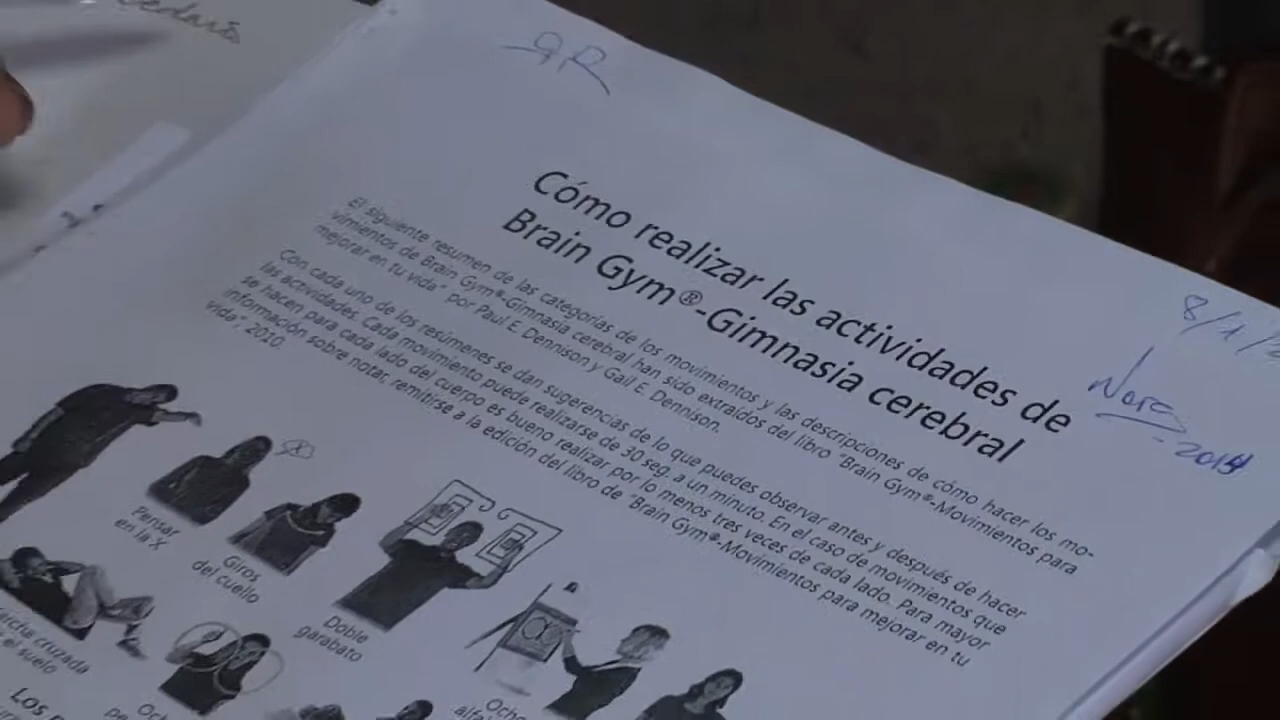 Cómo realizar las actividades de
Brain Gym®-Gimnasia cerebral
El siguiente resumen de las categorías de los movimientos y las descripciones de cómo hacer los mo-
vimientos de Brain Gym®-Gimnasia cerebral han sido extraídos del libro "Brain Gym®-Movimientos para
mejorar en tu vida" por Paul E. Dennison y Gail E. Dennison.
Con cada uno de los resúmenes se dan sugerencias de lo que puedes observar antes y después de hacer
las actividades. Cada movimiento puede realizarse de 30 seg. a un minuto. En el caso de movimientos que
se hacen para cada lado del cuerpo es bueno realizar por lo menos tres veces de cada lado. Para mayor
información sobre notar, remitirse a la edición del libro de "Brain Gym®-Movimientos para mejorar en tu
vida", 2010.
8/1/
2014
Pensar
en la X
Giros
del cuello
Doble
garabato
cruzada
el suelo
Los